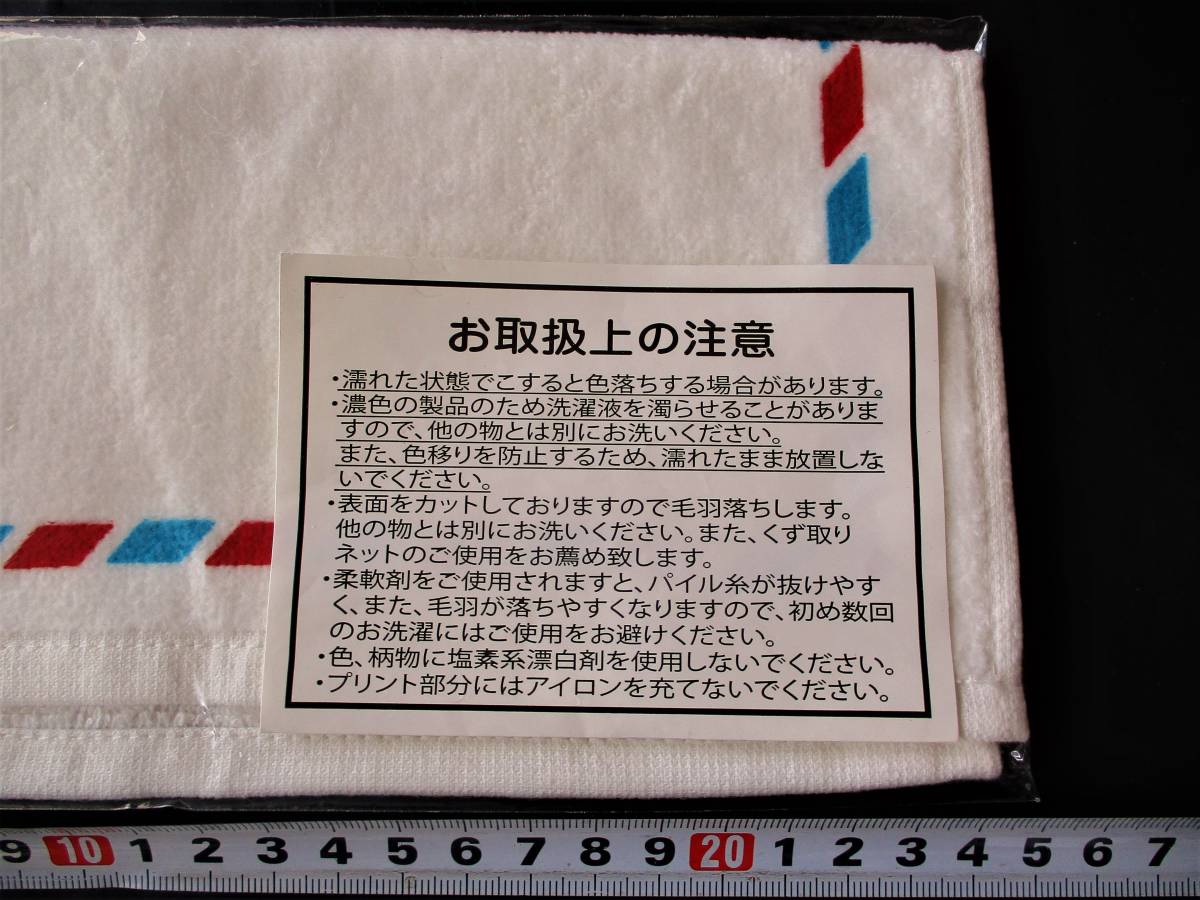 お取扱上の注意
・濡れた状態でこすると色落ちする場合があります。
・濃色の製品のため洗濯液を濁らせることがありま
すので、他の物とは別にお洗いください。
また、色移りを防止するため、濡れたまま放置しな
いでください。
・表面をカットしておりますので毛羽落ちします。
他の物とは別にお洗いください。また、くず取り
ネットのご使用をお薦め致します。
・柔軟剤をご使用されますと、パイル糸が抜けやす
く、また、毛羽が落ちやすくなりますので、初め数回
のお洗濯にはご使用をお避けください。
・色、柄物に塩素系漂白剤を使用しないでください。
・プリント部分にはアイロンを充てないでください。
9 10 1 2 3 4 5 6 7 8 9 20 1 2 3 4 5 6 7